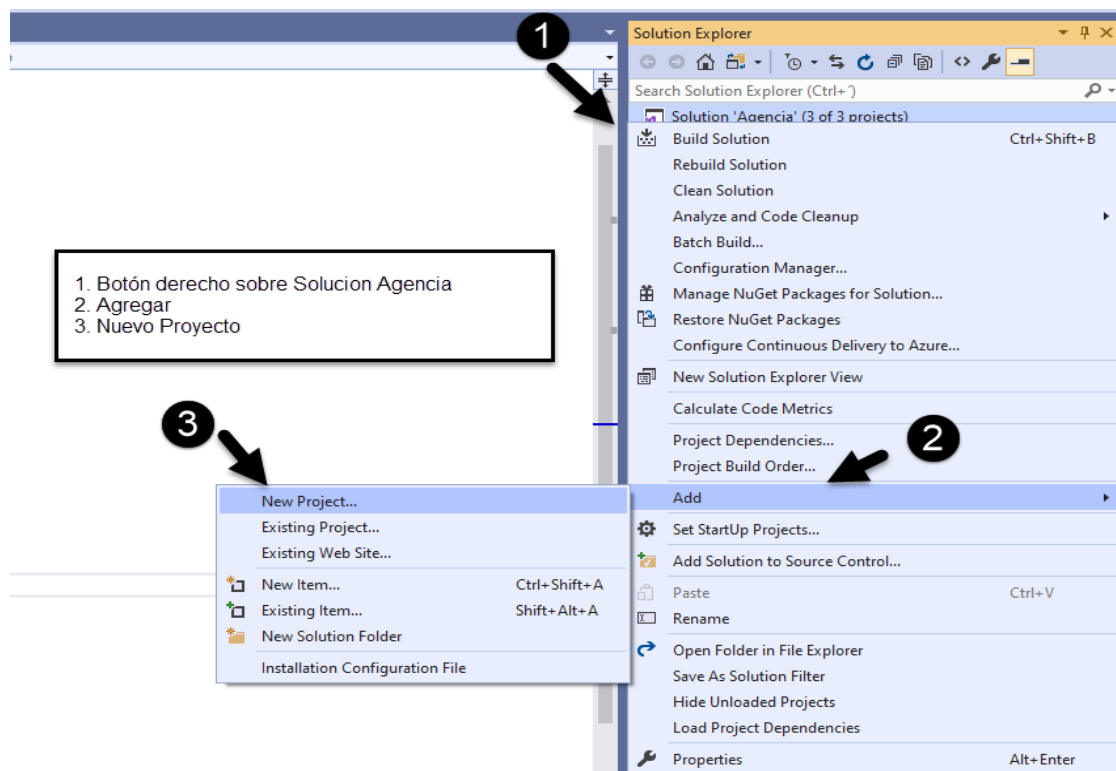 1
Solution Explorer
Search Solution Explorer (Ctrl+´)
Solution 'Agencia' (3 of 3 projects)
Build Solution Ctrl+Shift+B
Rebuild Solution
Clean Solution
Analyze and Code Cleanup
Batch Build...
Configuration Manager...
Manage NuGet Packages for Solution...
Restore NuGet Packages
Configure Continuous Delivery to Azure...
New Solution Explorer View
Calculate Code Metrics
Project Dependencies...
Project Build Order...
2
Add
Set StartUp Projects...
Add Solution to Source Control...
Paste Ctrl+V
Rename
Open Folder in File Explorer
Save As Solution Filter
Hide Unloaded Projects
Load Project Dependencies
Properties Alt+Enter
1. Botón derecho sobre Solucion Agencia
2. Agregar
3. Nuevo Proyecto
3
New Project...
Existing Project...
Existing Web Site...
New Item... Ctrl+Shift+A
Existing Item... Shift+Alt+A
New Solution Folder
Installation Configuration File